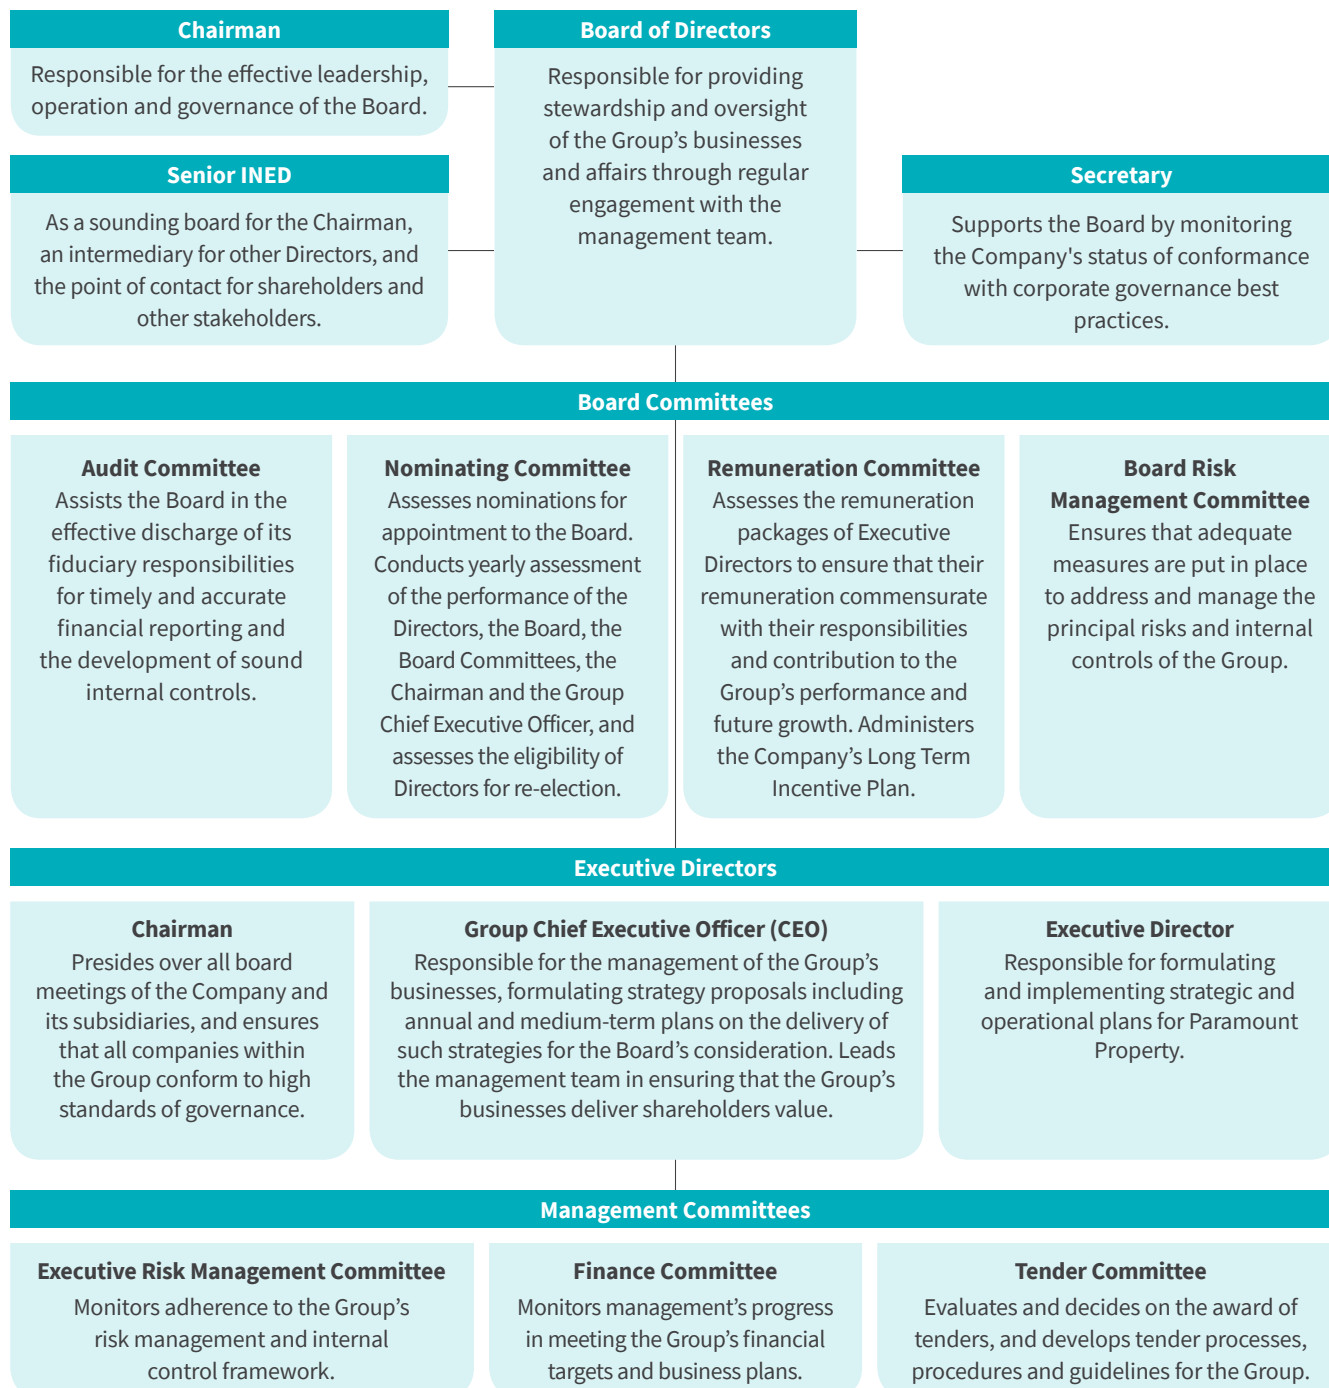 Chairman
Responsible for the effective leadership,
operation and governance of the Board.
Board of Directors
Responsible for providing
stewardship and oversight
of the Group’s businesses
and affairs through regular
engagement with the
management team.
Senior INED
As a sounding board for the Chairman,
an intermediary for other Directors, and
the point of contact for shareholders and
other stakeholders.
Secretary
Supports the Board by monitoring
the Company's status of conformance
with corporate governance best
practices.
Board Committees
Audit Committee
Assists the Board in the
effective discharge of its
fiduciary responsibilities
for timely and accurate
financial reporting and
the development of sound
internal controls.
Nominating Committee
Assesses nominations for
appointment to the Board.
Conducts yearly assessment
of the performance of the
Directors, the Board, the
Board Committees, the
Chairman and the Group
Chief Executive Officer, and
assesses the eligibility of
Directors for re-election.
Remuneration Committee
Assesses the remuneration
packages of Executive
Directors to ensure that their
remuneration commensurate
with their responsibilities
and contribution to the
Group’s performance and
future growth. Administers
the Company’s Long Term
Incentive Plan.
Board Risk
Management Committee
Ensures that adequate
measures are put in place
to address and manage the
principal risks and internal
controls of the Group.
Executive Directors
Chairman
Presides over all board
meetings of the Company and
its subsidiaries, and ensures
that all companies within
the Group conform to high
standards of governance.
Group Chief Executive Officer (CEO)
Responsible for the management of the Group’s
businesses, formulating strategy proposals including
annual and medium-term plans on the delivery of
such strategies for the Board’s consideration. Leads
the management team in ensuring that the Group’s
businesses deliver shareholders value.
Executive Director
Responsible for formulating
and implementing strategic and
operational plans for Paramount
Property.
Management Committees
Executive Risk Management Committee
Monitors adherence to the Group’s
risk management and internal
control framework.
Finance Committee
Monitors management’s progress
in meeting the Group’s financial
targets and business plans.
Tender Committee
Evaluates and decides on the award of
tenders, and develops tender processes,
procedures and guidelines for the Group.